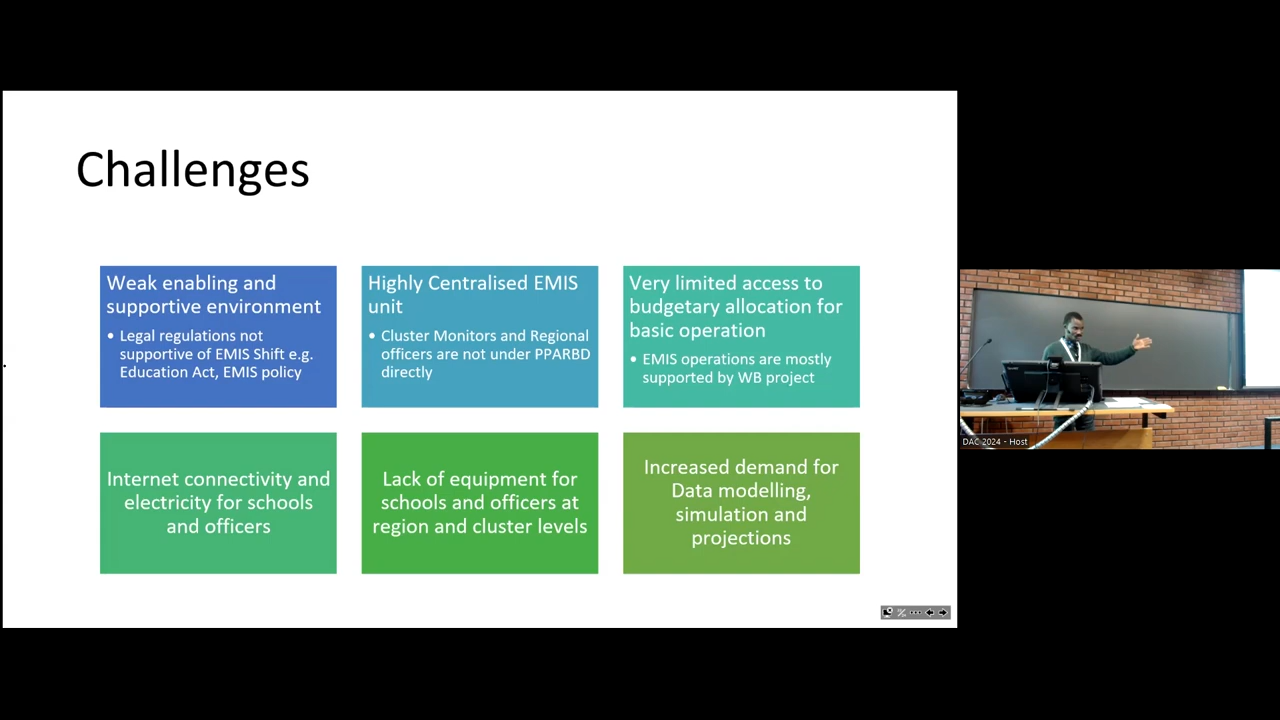 Challenges
Weak enabling and
supportive environment
• Legal regulations not
supportive of EMIS Shift e.g.
Education Act, EMIS policy
Highly Centralised EMIS
unit
• Cluster Monitors and Regional
officers are not under PPARBD
directly
Very limited access to
budgetary allocation for
basic operation
• EMIS operations are mostly
supported by WB project
Internet connectivity and
electricity for schools
and officers
Lack of equipment for
schools and officers at
region and cluster levels
Increased demand for
Data modelling,
simulation and
projections
DAC 2024 - Host